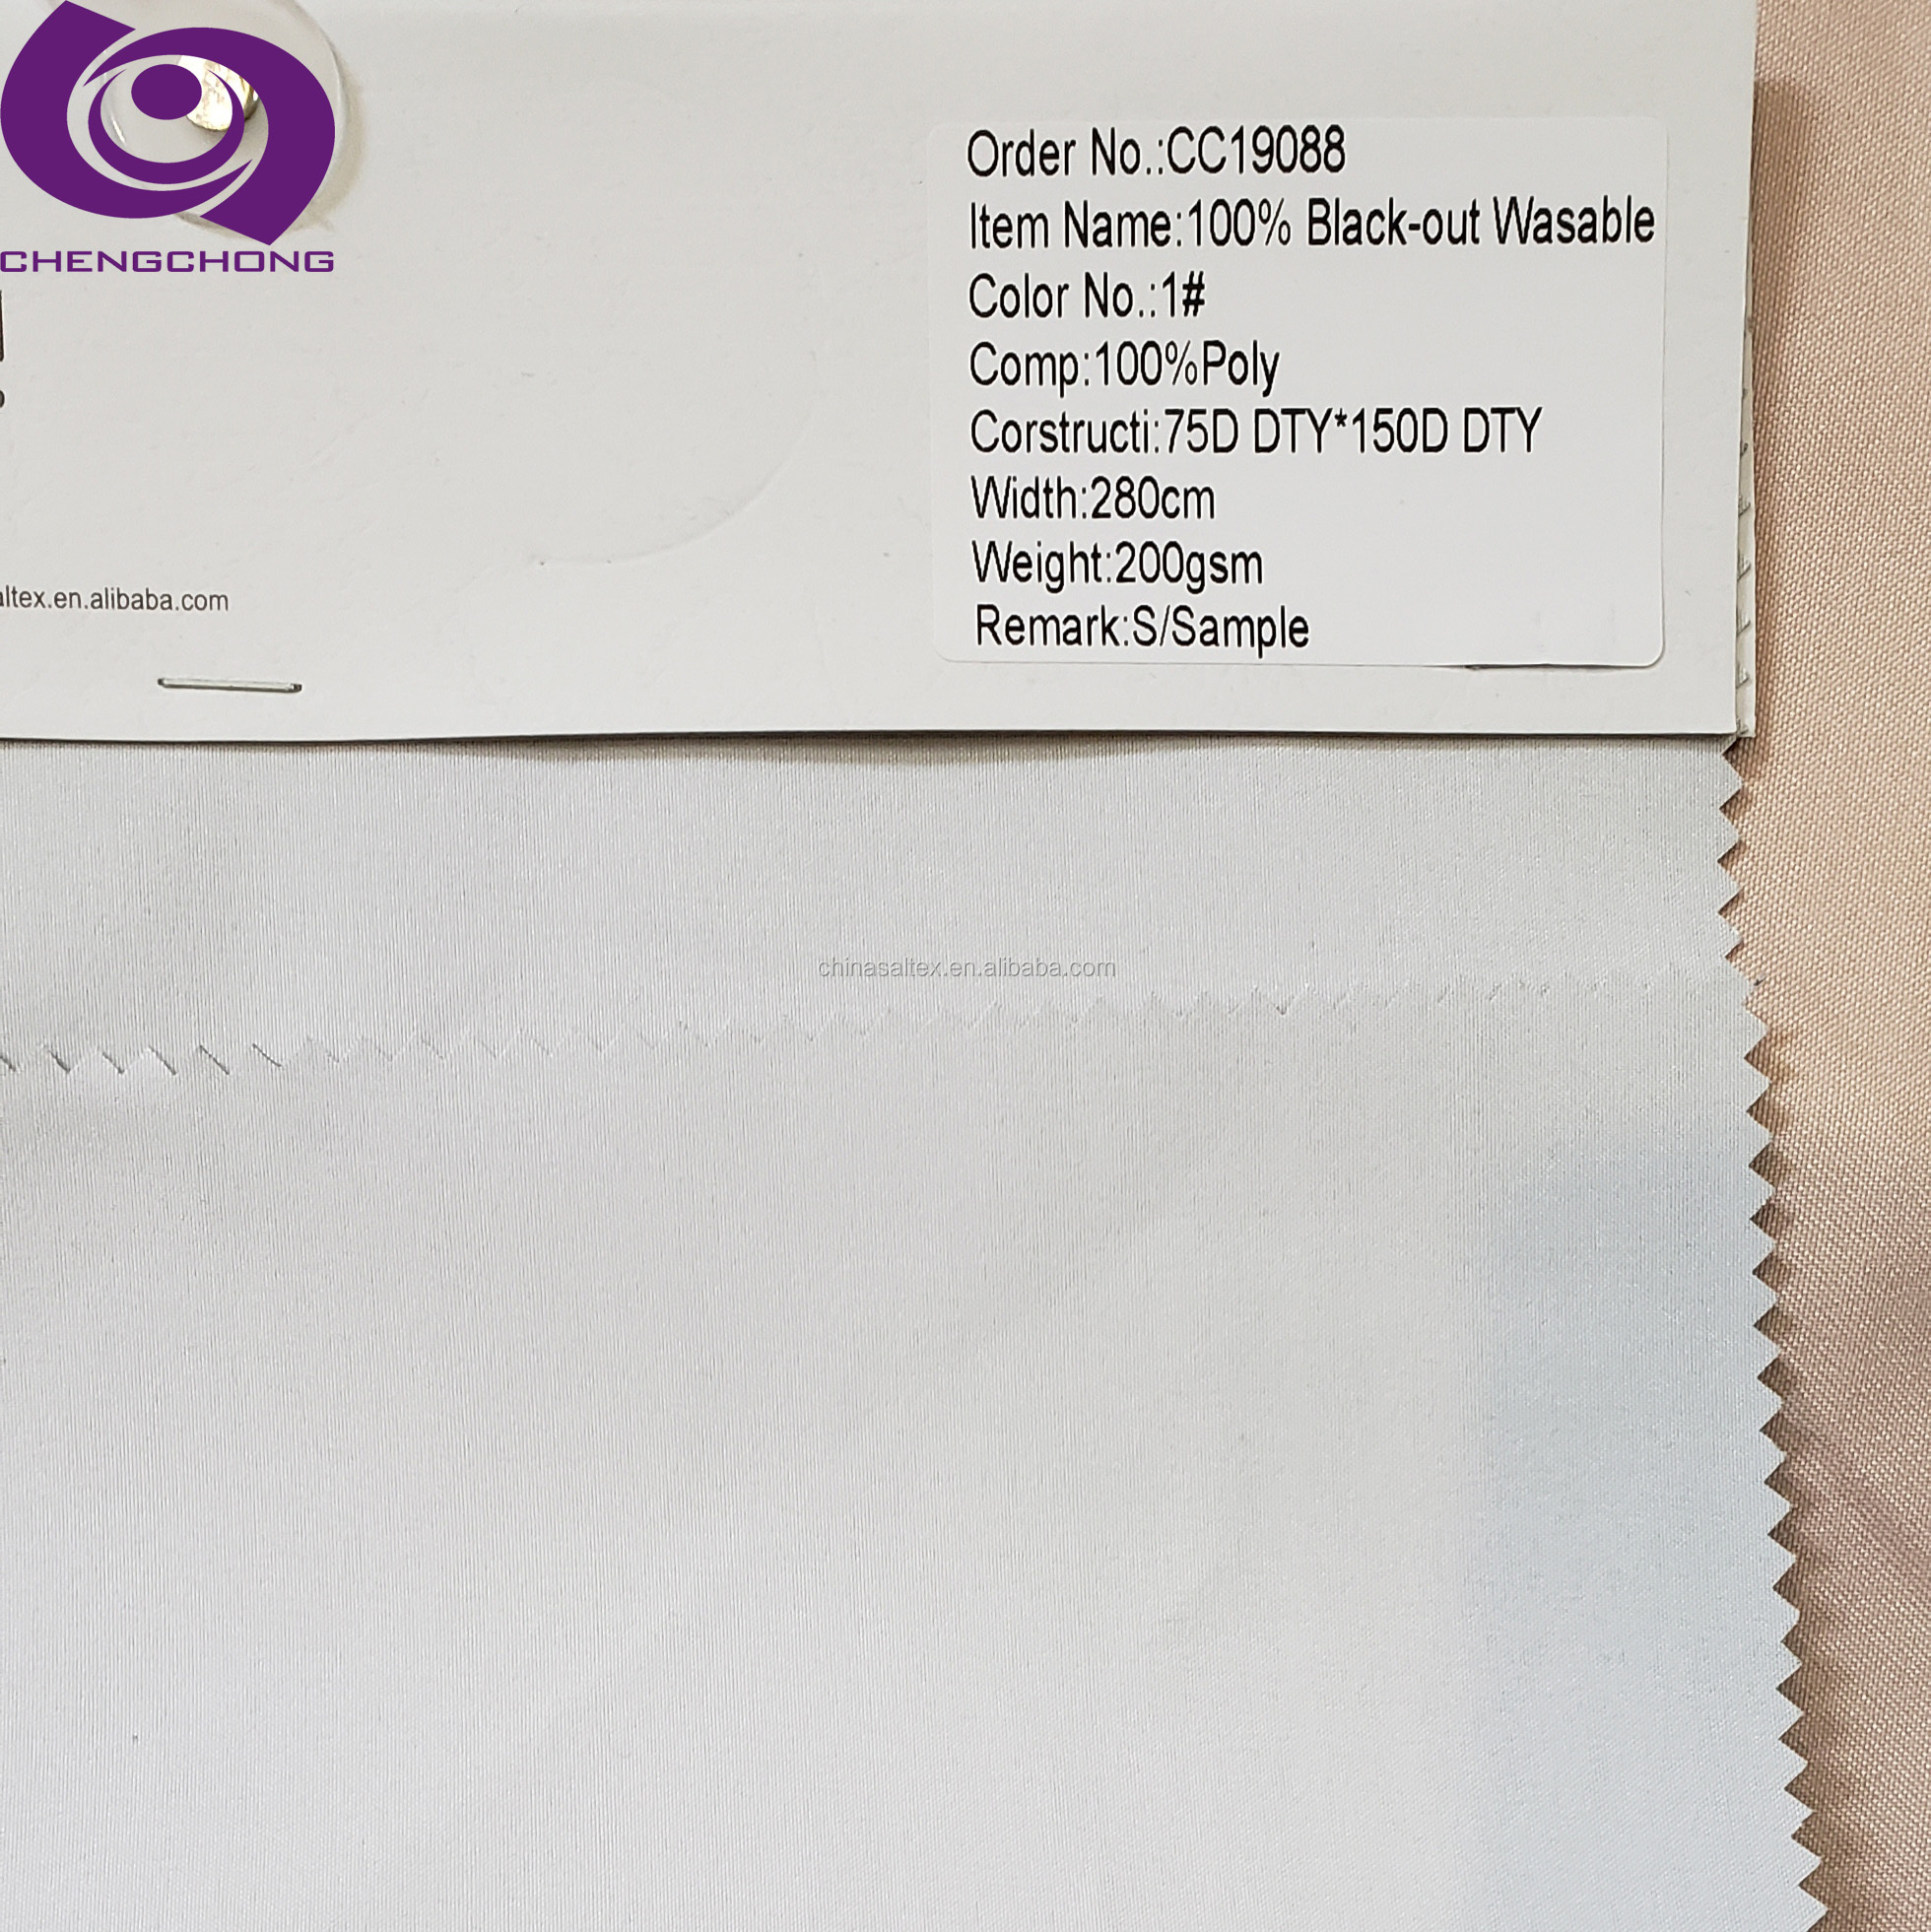 CHENGCHONG
Order No.:CC19088
Item Name:100% Black-out Wasable
Color No.:1#
Comp:100%Poly
Corstructi:75D DTY*150D DTY
Width:280cm
Weight:200gsm
Remark:S/Sample
ltex.en.alibaba.com
chinasaltex.en.alibaba.com